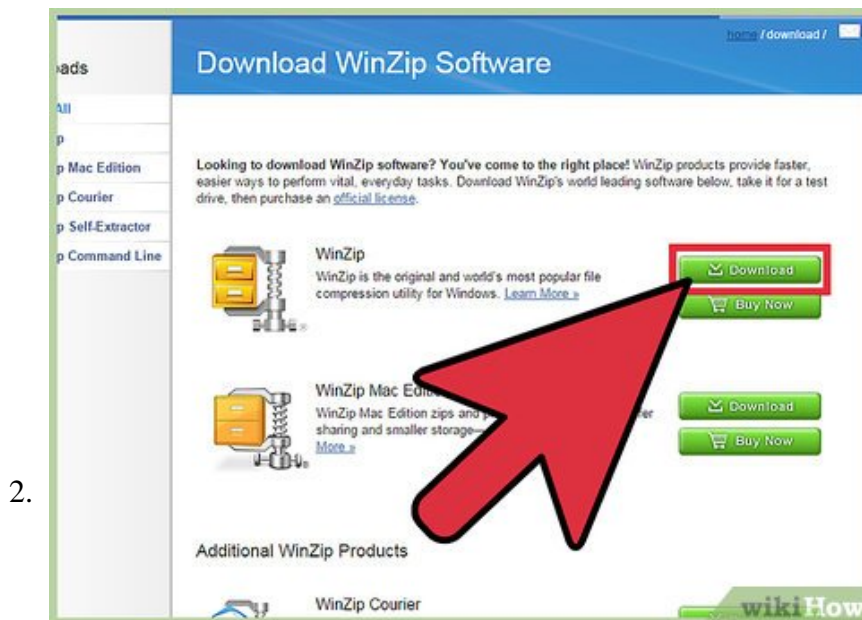 home / download /
Download WinZip Software
Mac Edition
Courier
Self-Extractor
Command Line
Looking to download WinZip software? You've come to the right place! WinZip products provide faster,
easier ways to perform vital, everyday tasks. Download WinZip's world leading software below, take it for a test
drive, then purchase an official license.
WinZip
WinZip is the original and world's most popular file
compression utility for Windows. Learn More »
Download
Buy Now
WinZip Mac
WinZip Mac Edition zips and
sharing and smaller storage—
More »
Download
Buy Now
2.
Additional WinZip Products
WinZip Courier
wikiHow